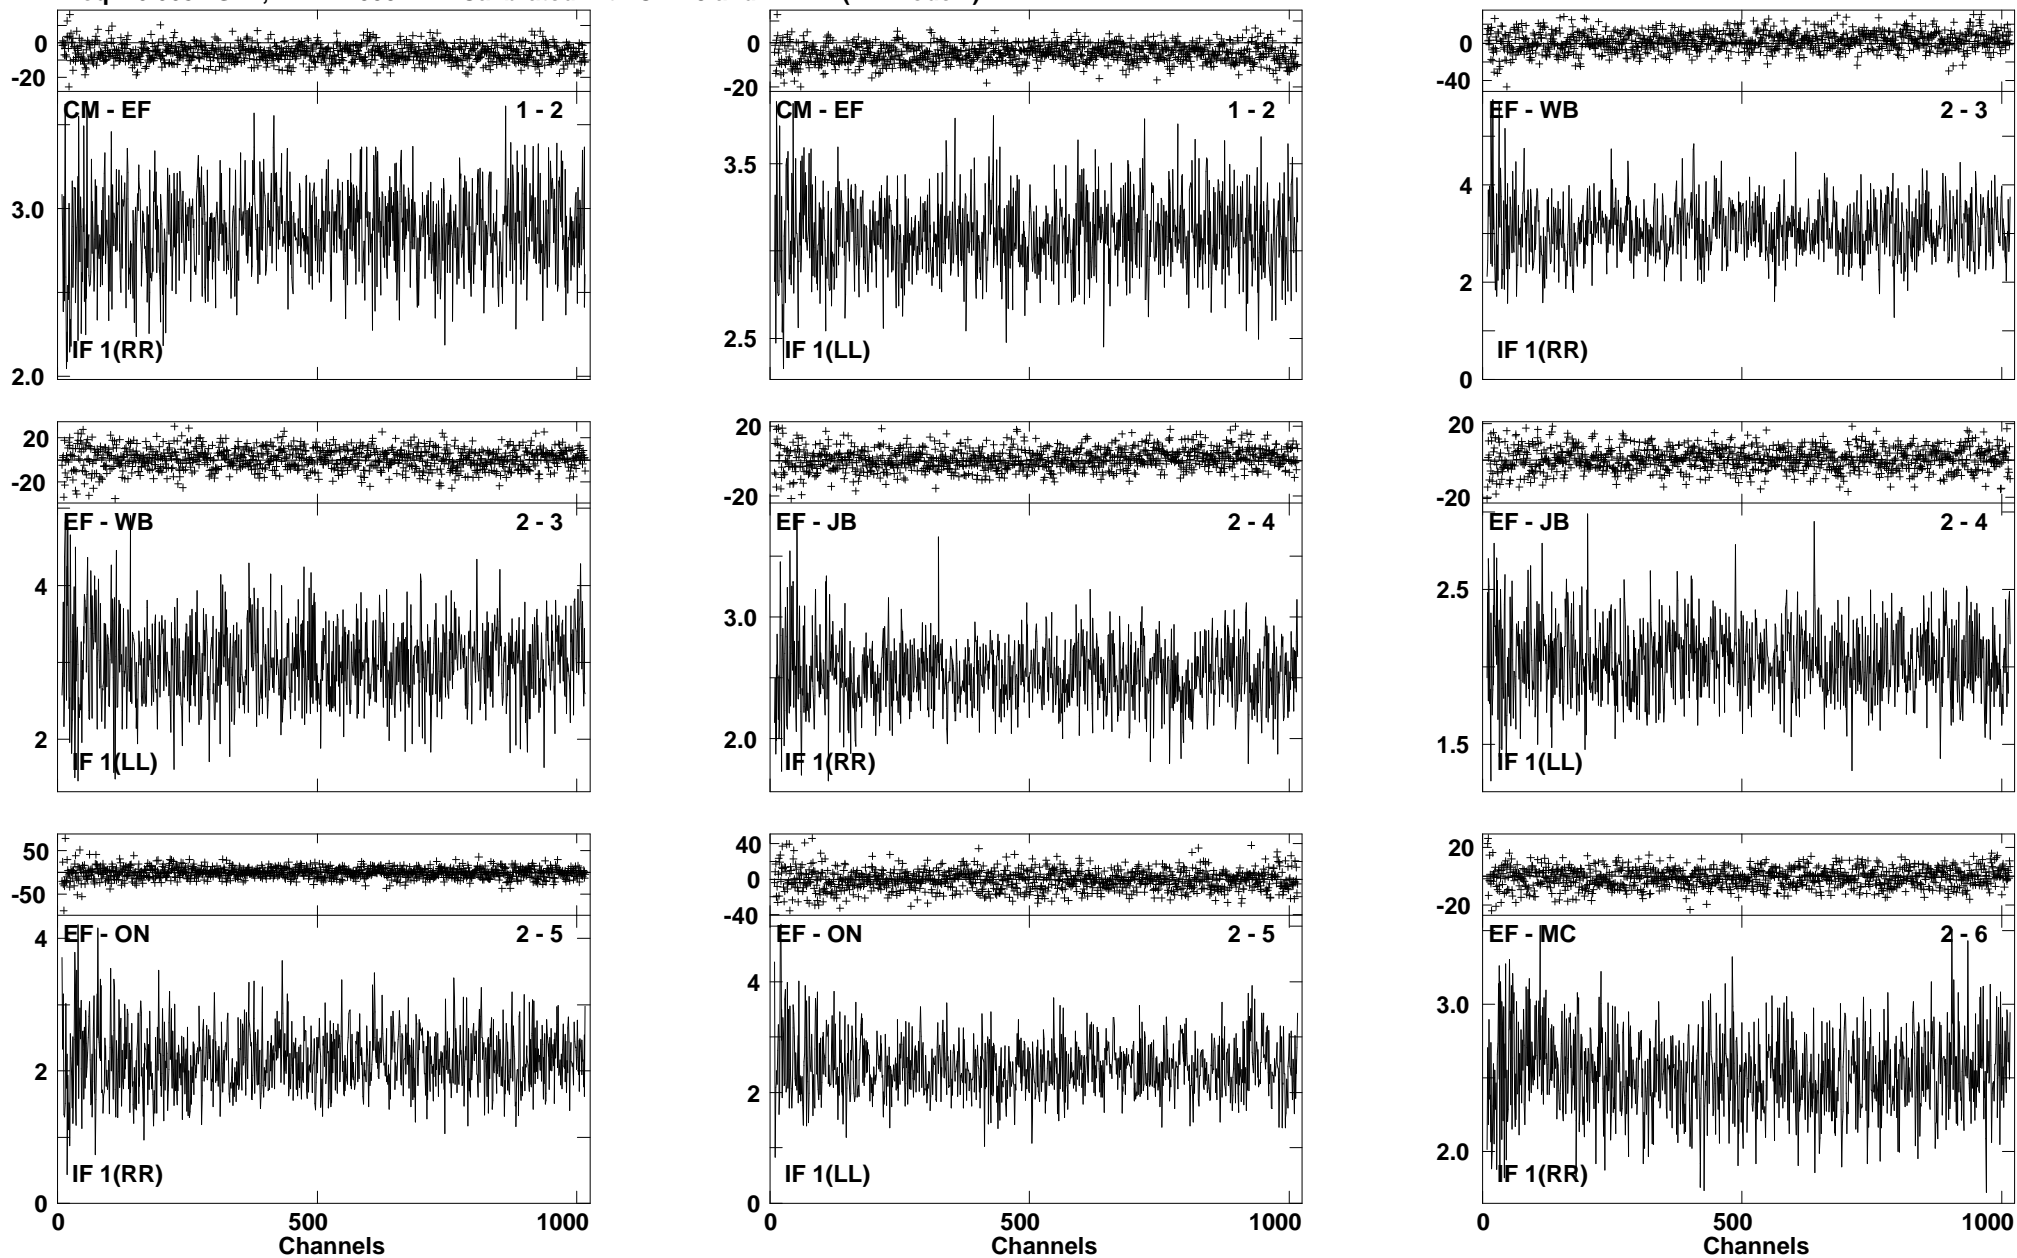 0
-20
CM - EF 1 - 2
3.0
IF 1(RR)
2.0
0
-20
CM - EF 1 - 2
3.5
2.5
IF 1(LL)
0
-40
EF - WB 2 - 3
4
2
IF 1(RR)
0
20
-20
EF - WB 2 - 3
4
2
IF 1(LL)
20
-20
EF - JB 2 - 4
3.0
2.0
IF 1(RR)
20
-20
EF - JB 2 - 4
2.5
1.5
IF 1(LL)
50
-50
EF - ON 2 - 5
4
2
IF 1(RR)
0
0 500 1000
Channels
40
0
-40
EF - ON 2 - 5
4
2
IF 1(LL)
0
0 500 1000
Channels
20
-20
EF - MC 2 - 6
3.0
2.0
IF 1(RR)
0 500 1000
Channels